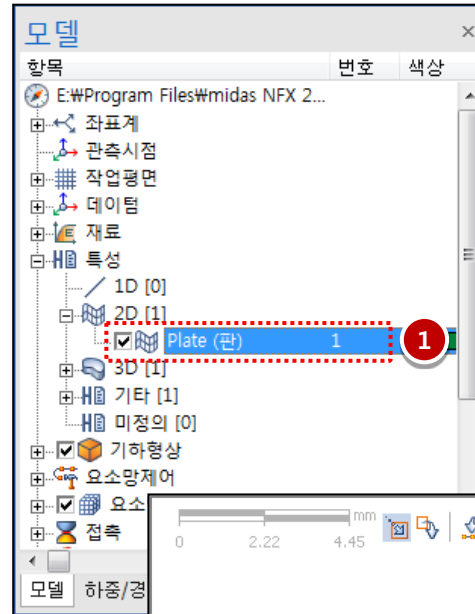 모델
항목 번호 색상
E:₩Program Files₩midas NFX 2...
좌표계
관측시점
작업평면
데이텀
재료
특성
1D [0]
2D [1]
Plate (판) 1
1
3D [1]
기타 [1]
미정의 [0]
기하형상
요소망제어
요소
접촉
mm
0 2.22 4.45
모델 하중/경